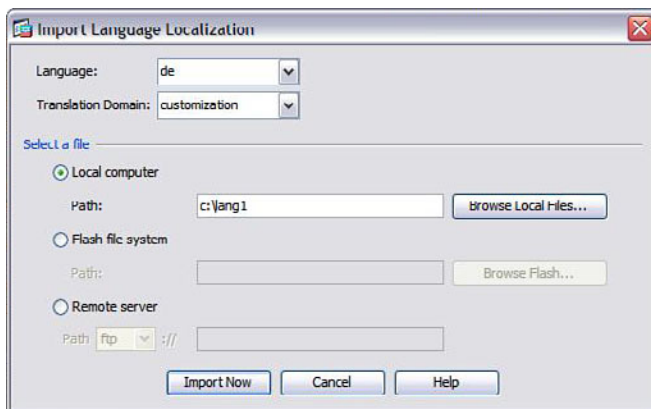 Import Language Localization
Language: de
Translation Domain: customization
Select a file
Local computer
Path: c:\lang1 Browse Local Files...
Flash file system
Path: Browse Flash...
Remote server
Path ftp ://
Import Now Cancel Help